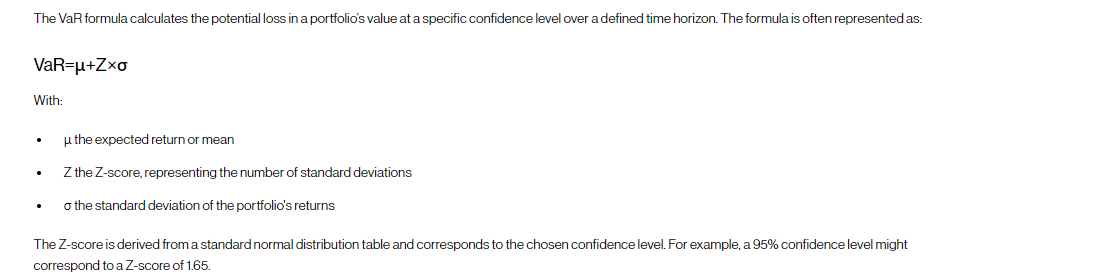 The VaR formula calculates the potential loss in a portfolio's value at a specific confidence level over a defined time horizon. The formula is often represented as:
VaR=μ+Z×σ
With:
• μ the expected return or mean
• Z the Z-score, representing the number of standard deviations
• σ the standard deviation of the portfolio's returns
The Z-score is derived from a standard normal distribution table and corresponds to the chosen confidence level. For example, a 95% confidence level might
correspond to a Z-score of 1.65.